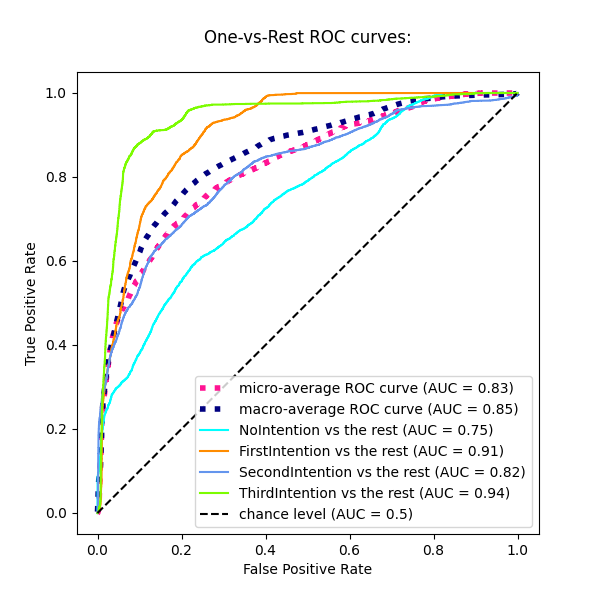 One-vs-Rest ROC curves:
1.0
0.8
0.6
0.4
0.2
0.0
True Positive Rate
micro-average ROC curve (AUC = 0.83)
macro-average ROC curve (AUC = 0.85)
NoIntention vs the rest (AUC = 0.75)
FirstIntention vs the rest (AUC = 0.91)
SecondIntention vs the rest (AUC = 0.82)
ThirdIntention vs the rest (AUC = 0.94)
chance level (AUC = 0.5)
0.0 0.2 0.4 0.6 0.8 1.0
False Positive Rate